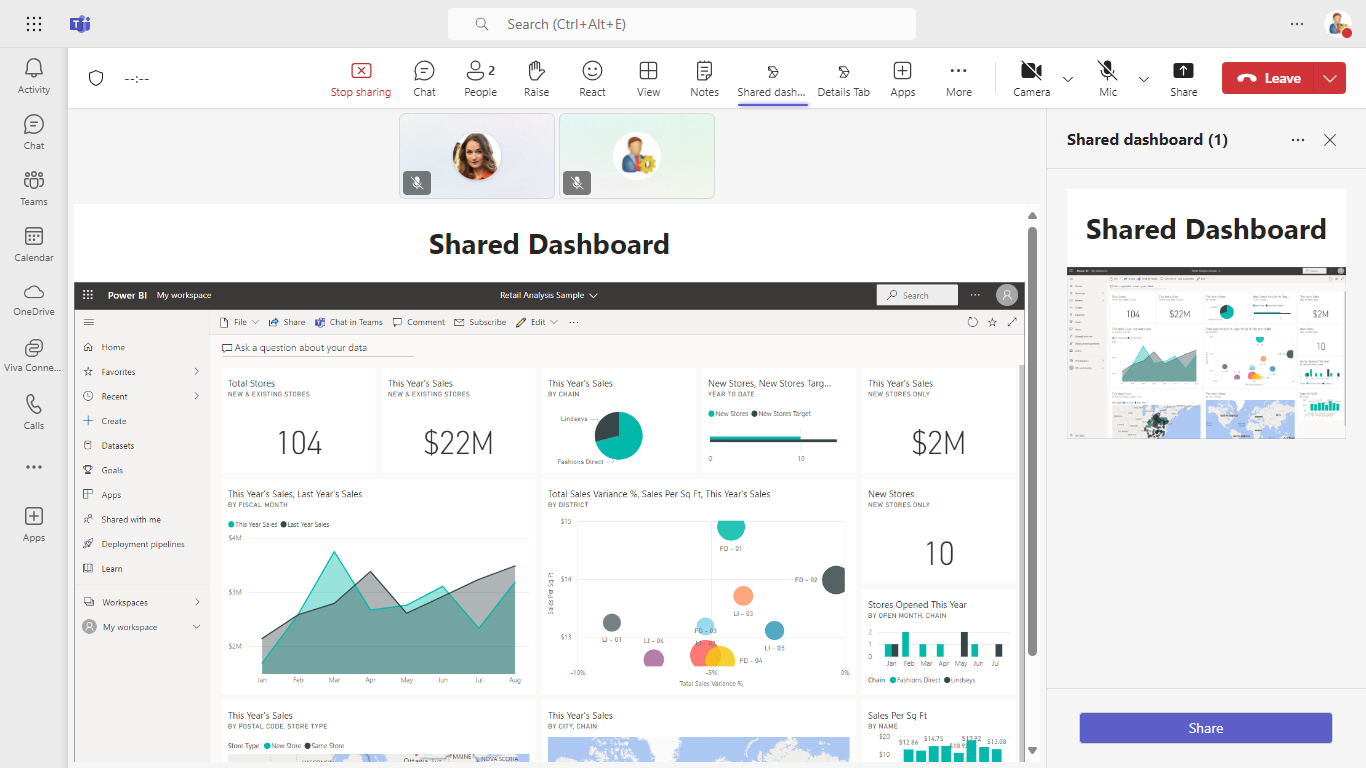 Search (Ctrl+Alt+E)
Activity
Chat
Teams
Calendar
OneDrive
Viva Conne...
Calls
Apps
--:--
Stop sharing
Chat
2
People
Raise
React
View
Notes
Shared dash...
Details Tab
Apps
More
Camera
Mic
Share
Leave
Shared Dashboard
Power BI My workspace
Retail Analysis Sample
Search
Home
Favorites
Recent
Create
Datasets
Goals
Apps
Shared with me
Deployment pipelines
Learn
Workspaces
My workspace
File Share Chat in Teams Comment Subscribe Edit
Ask a question about your data
Total Stores
NEW & EXISTING STORES
104
This Year's Sales
NEW & EXISTING STORES
$22M
This Year's Sales
BY CHAIN
Lindseys
Fashions Direct
New Stores, New Stores Targ...
YEAR TO DATE
New Stores New Stores Target
0 10
This Year's Sales
NEW STORES ONLY
$2M
This Year's Sales, Last Year's Sales
BY FISCAL MONTH
This Year Sales Last Year Sales
$4M
$3M
$2M
Jan Feb Mar Apr May Jun Jul Aug
Total Sales Variance %, Sales Per Sq Ft, This Year's Sales
BY DISTRICT
Sales Per Sq Ft
$15
$14
$13
FD - 01
FD - 02
LI - 03
LI - 01
FD - 03
LI - 05
LI - 06
FD - 04
-10% -5% 0%
Total Sales Variance %
New Stores
NEW STORES ONLY
10
Stores Opened This Year
BY OPEN MONTH, CHAIN
2
1
0
Jan Feb Mar Apr May Jun Jul
Chain Fashions Direct Lindseys
This Year's Sales
BY POSTAL CODE, STORE TYPE
Store Type New Store Same Store
Ottawa
MAINE
NOVA SCOTIA
This Year's Sales
BY CITY, CHAIN
Sales Per Sq Ft
BY NAME
$20
$10
$12.86 $14.75 $17.92 $13.08
Shared dashboard (1)
Shared Dashboard
104
$22M
$2M
10
Share